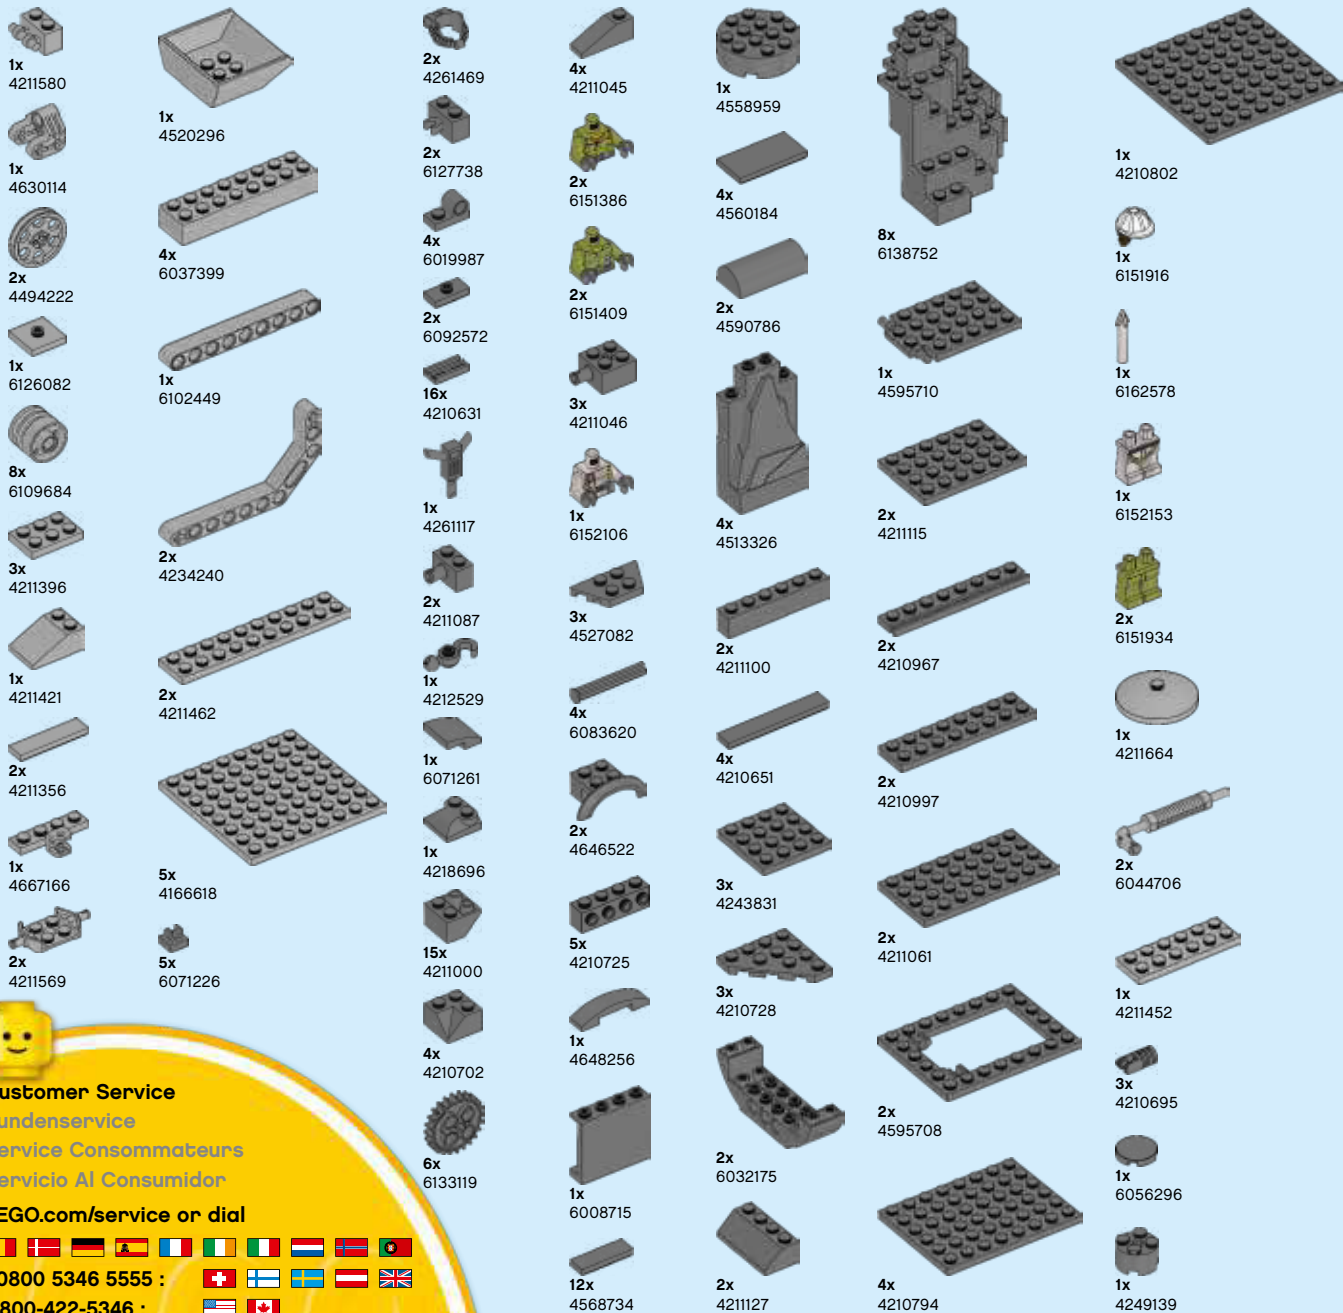 1x
4211580
1x
4630114
2x
4494222
1x
6126082
8x
6109684
3x
4211396
1x
4211421
2x
4211356
1x
4667166
2x
4211569
1x
4520296
4x
6037399
1x
6102449
2x
4234240
2x
4211462
5x
4166618
5x
6071226
2x
4261469
2x
6127738
4x
6019987
2x
6092572
16x
4210631
1x
4261117
2x
4211087
1x
4212529
1x
6071261
1x
4218696
15x
4211000
4x
4210702
6x
6133119
4x
4211045
2x
6151386
2x
6151409
3x
4211046
1x
6152106
3x
4527082
4x
6083620
2x
4646522
5x
4210725
1x
4648256
1x
6008715
12x
4568734
1x
4558959
4x
4560184
2x
4590786
4x
4513326
2x
4211100
4x
4210651
3x
4243831
3x
4210728
2x
6032175
2x
4211127
8x
6138752
1x
4595710
2x
4211115
2x
4210967
2x
4210997
2x
4211061
2x
4595708
4x
4210794
1x
4210802
1x
6151916
1x
6162578
1x
6152153
2x
6151934
1x
4211664
2x
6044706
1x
4211452
3x
4210695
1x
6056296
1x
4249139
ustomer Service
undenservice
ervice Consommateurs
ervicio Al Consumidor
EGO.com/service or dial
0800 5346 5555 :
800-422-5346 :